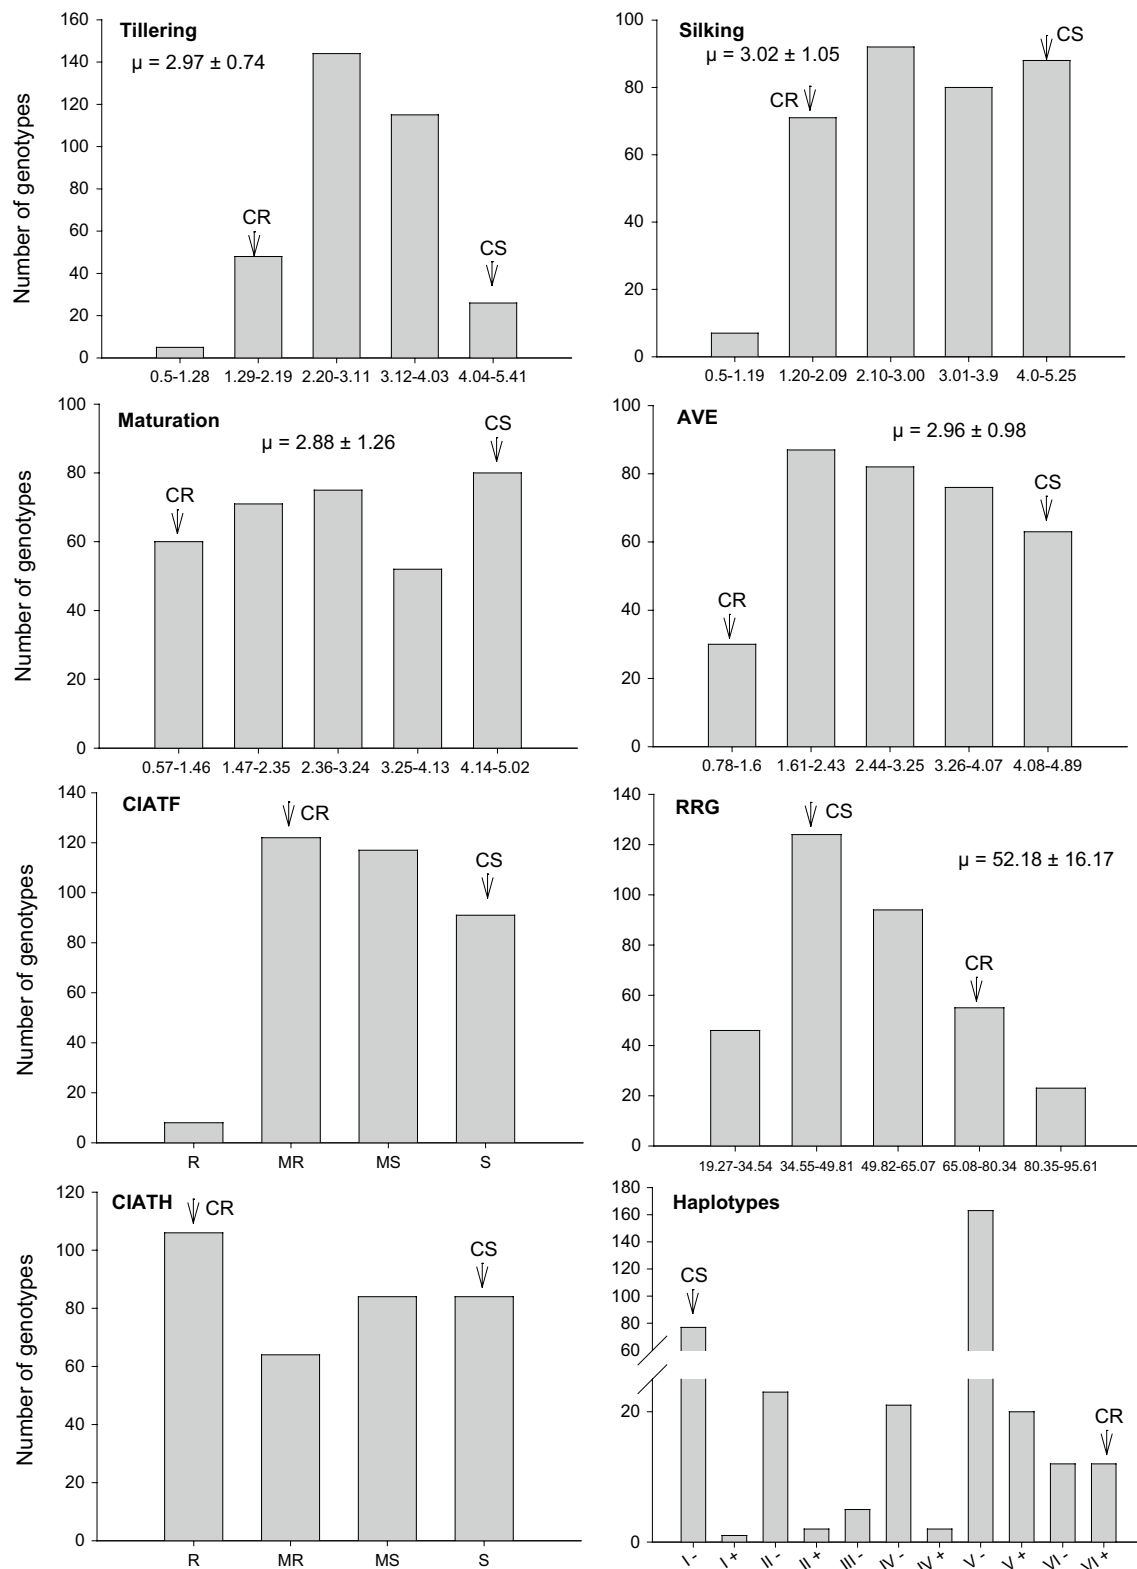 Tillering
μ = 2.97 ± 0.74
Number of genotypes
160
140
120
100
80
60
40
20
0
CR
CS
0.5-1.28 1.29-2.19 2.20-3.11 3.12-4.03 4.04-5.41
Silking
μ = 3.02 ± 1.05
100
80
60
40
20
0
CR
CS
0.5-1.19 1.20-2.09 2.10-3.00 3.01-3.9 4.0-5.25
Maturation
μ = 2.88 ± 1.26
Number of genotypes
100
80
60
40
20
0
CR
CS
0.57-1.46 1.47-2.35 2.36-3.24 3.25-4.13 4.14-5.02
AVE
μ = 2.96 ± 0.98
100
80
60
40
20
0
CR
CS
0.78-1.6 1.61-2.43 2.44-3.25 3.26-4.07 4.08-4.89
CIATF
Number of genotypes
140
120
100
80
60
40
20
0
CR
CS
R MR MS S
RRG
μ = 52.18 ± 16.17
140
120
100
80
60
40
20
0
CS
CR
19.27-34.54 34.55-49.81 49.82-65.07 65.08-80.34 80.35-95.61
CIATH
Number of genotypes
120
100
80
60
40
20
0
CR
CS
R MR MS S
Haplotypes
180
160
140
120
100
80
60
20
0
CS
CR
I - I + II - II + III - IV - IV + V - V + VI - VI +